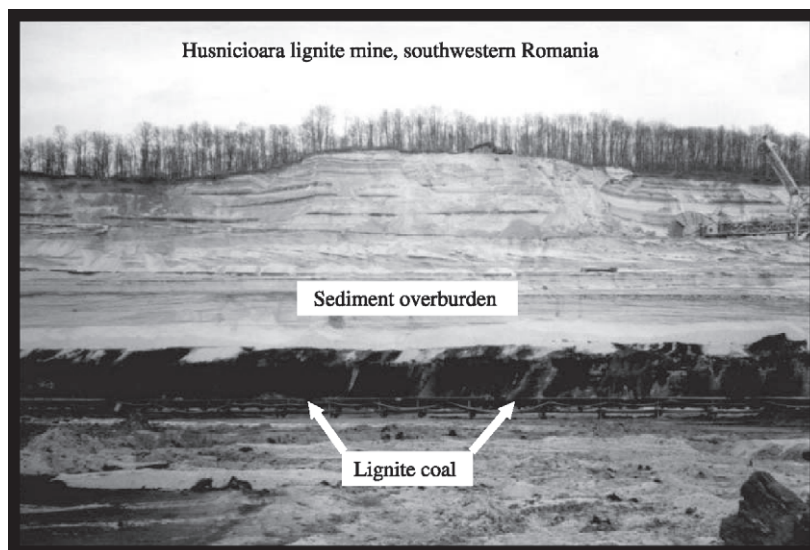 Husnicioara lignite mine, southwestern Romania
Sediment overburden
Lignite coal